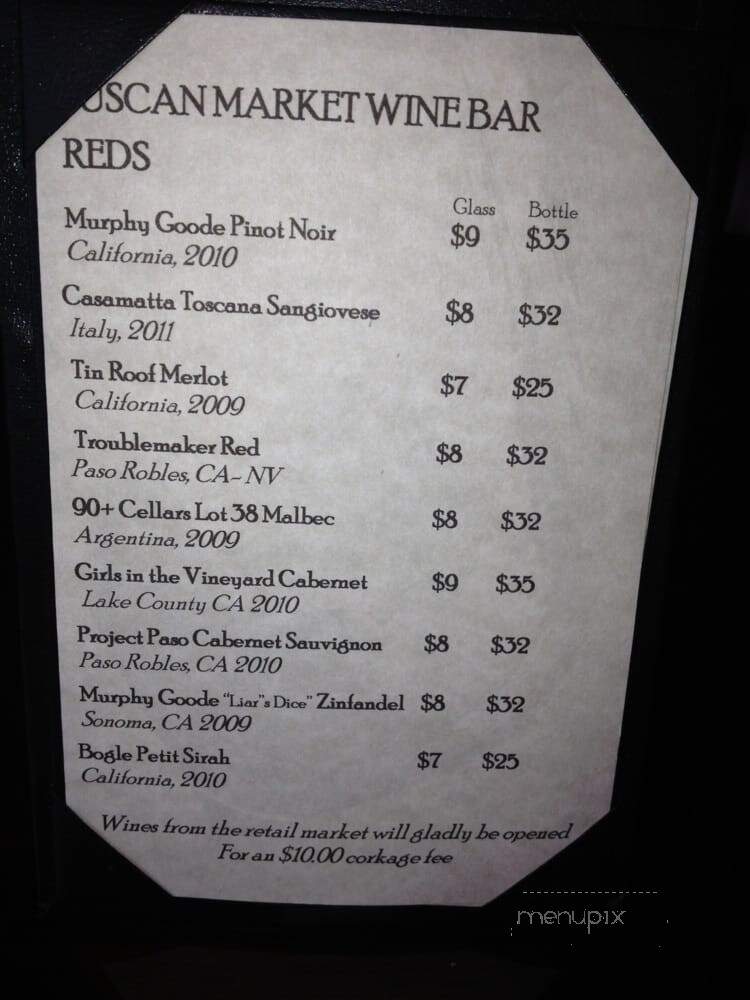 USCAN MARKET WINE BAR
REDS
Glass Bottle
Murphy Goode Pinot Noir $9 $35
California, 2010
Casamatta Toscana Sangiovese $8 $32
Italy, 2011
Tin Roof Merlot $7 $25
California, 2009
Troublemaker Red $8 $32
Paso Robles, CA~NV
90+ Cellars Lot 38 Malbec $8 $32
Argentina, 2009
Girls in the Vineyard Cabernet $9 $35
Lake County CA 2010
Project Paso Cabernet Sauvignon $8 $32
Paso Robles, CA 2010
Murphy Goode "Liar"s Dice" Zinfandel $8 $32
Sonoma, CA 2009
Bogle Petit Sirah $7 $25
California, 2010
Wines from the retail market will gladly be opened
For an $10.00 corkage fee
menupix